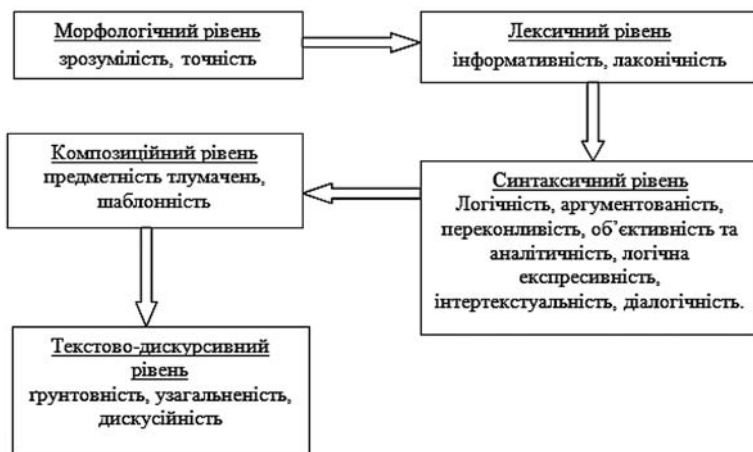 Морфологічний рівень
зрозумілість, точність
Лексичний рівень
інформативність, лаконічність
Синтаксичний рівень
Логічність, аргументованість,
переконливість, об’єктивність та
аналітичність, логічна
експресивність,
інтертекстуальність, діалогічність.
Композиційний рівень
предметність тлумачень,
шаблонність
Текстово-дискурсивний
рівень
ґрунтовність, узагальненість,
дискусійність